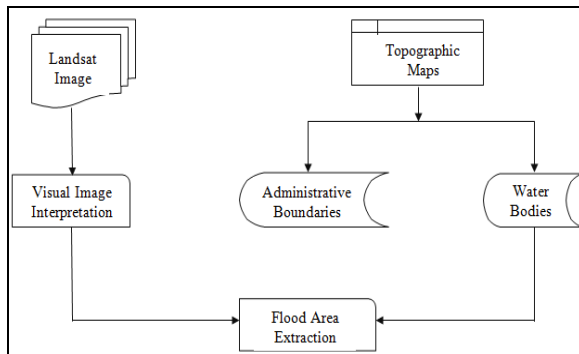 Landsat
Image
Topographic
Maps
Visual Image
Interpretation
Administrative
Boundaries
Water
Bodies
Flood Area
Extraction